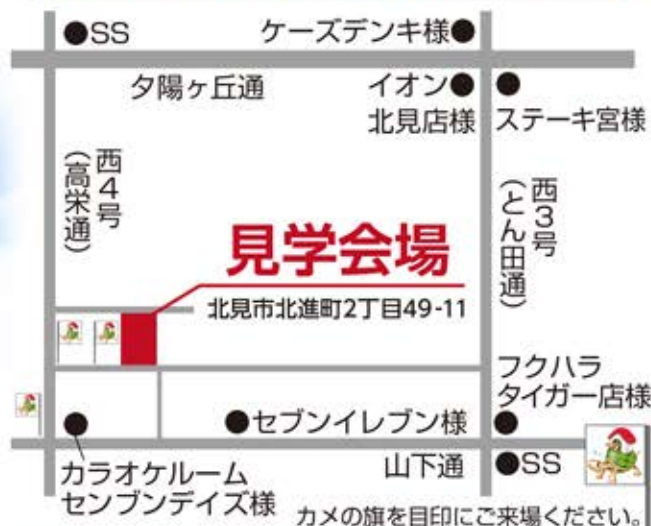 SS
ケーズデンキ様
夕陽ヶ丘通
イオン
北見店様
ステーキ宮様
西4号
(高栄通)
西3号
(とん田通)
見学会場
北見市北進町2丁目49-11
フクハラ
タイガー店様
セブンイレブン様
カラオケルーム
センブンデイズ様
山下通
SS
カメの旗を目印にご来場ください。